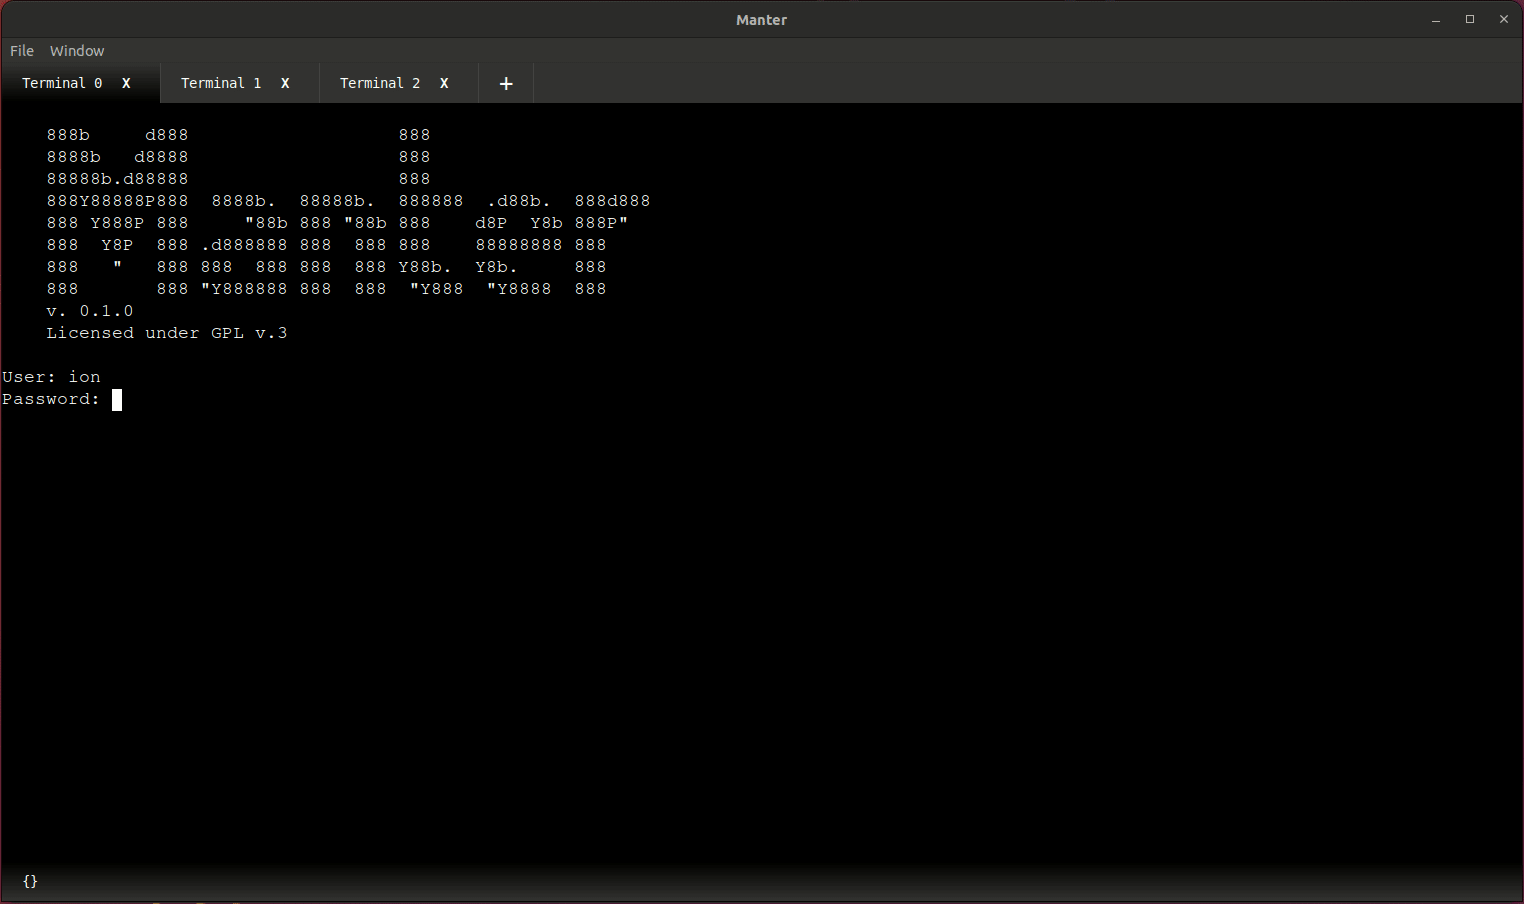 Manter
File Window
Terminal 0 X Terminal 1 X Terminal 2 X +
    888b     d888                   888
    8888b   d8888                   888
    88888b.d88888                   888
    888Y88888P888  8888b.  88888b.  888888  .d88b.  888d888
    888 Y888P 888     "88b 888 "88b 888    d8P  Y8b 888P"
    888  Y8P  888 .d888888 888  888 888    88888888 888
    888   "   888 888  888 888  888 Y88b.  Y8b.     888
    888       888 "Y888888 888  888  "Y888  "Y8888  888
    v. 0.1.0
    Licensed under GPL v.3
User: ion
Password:
{}